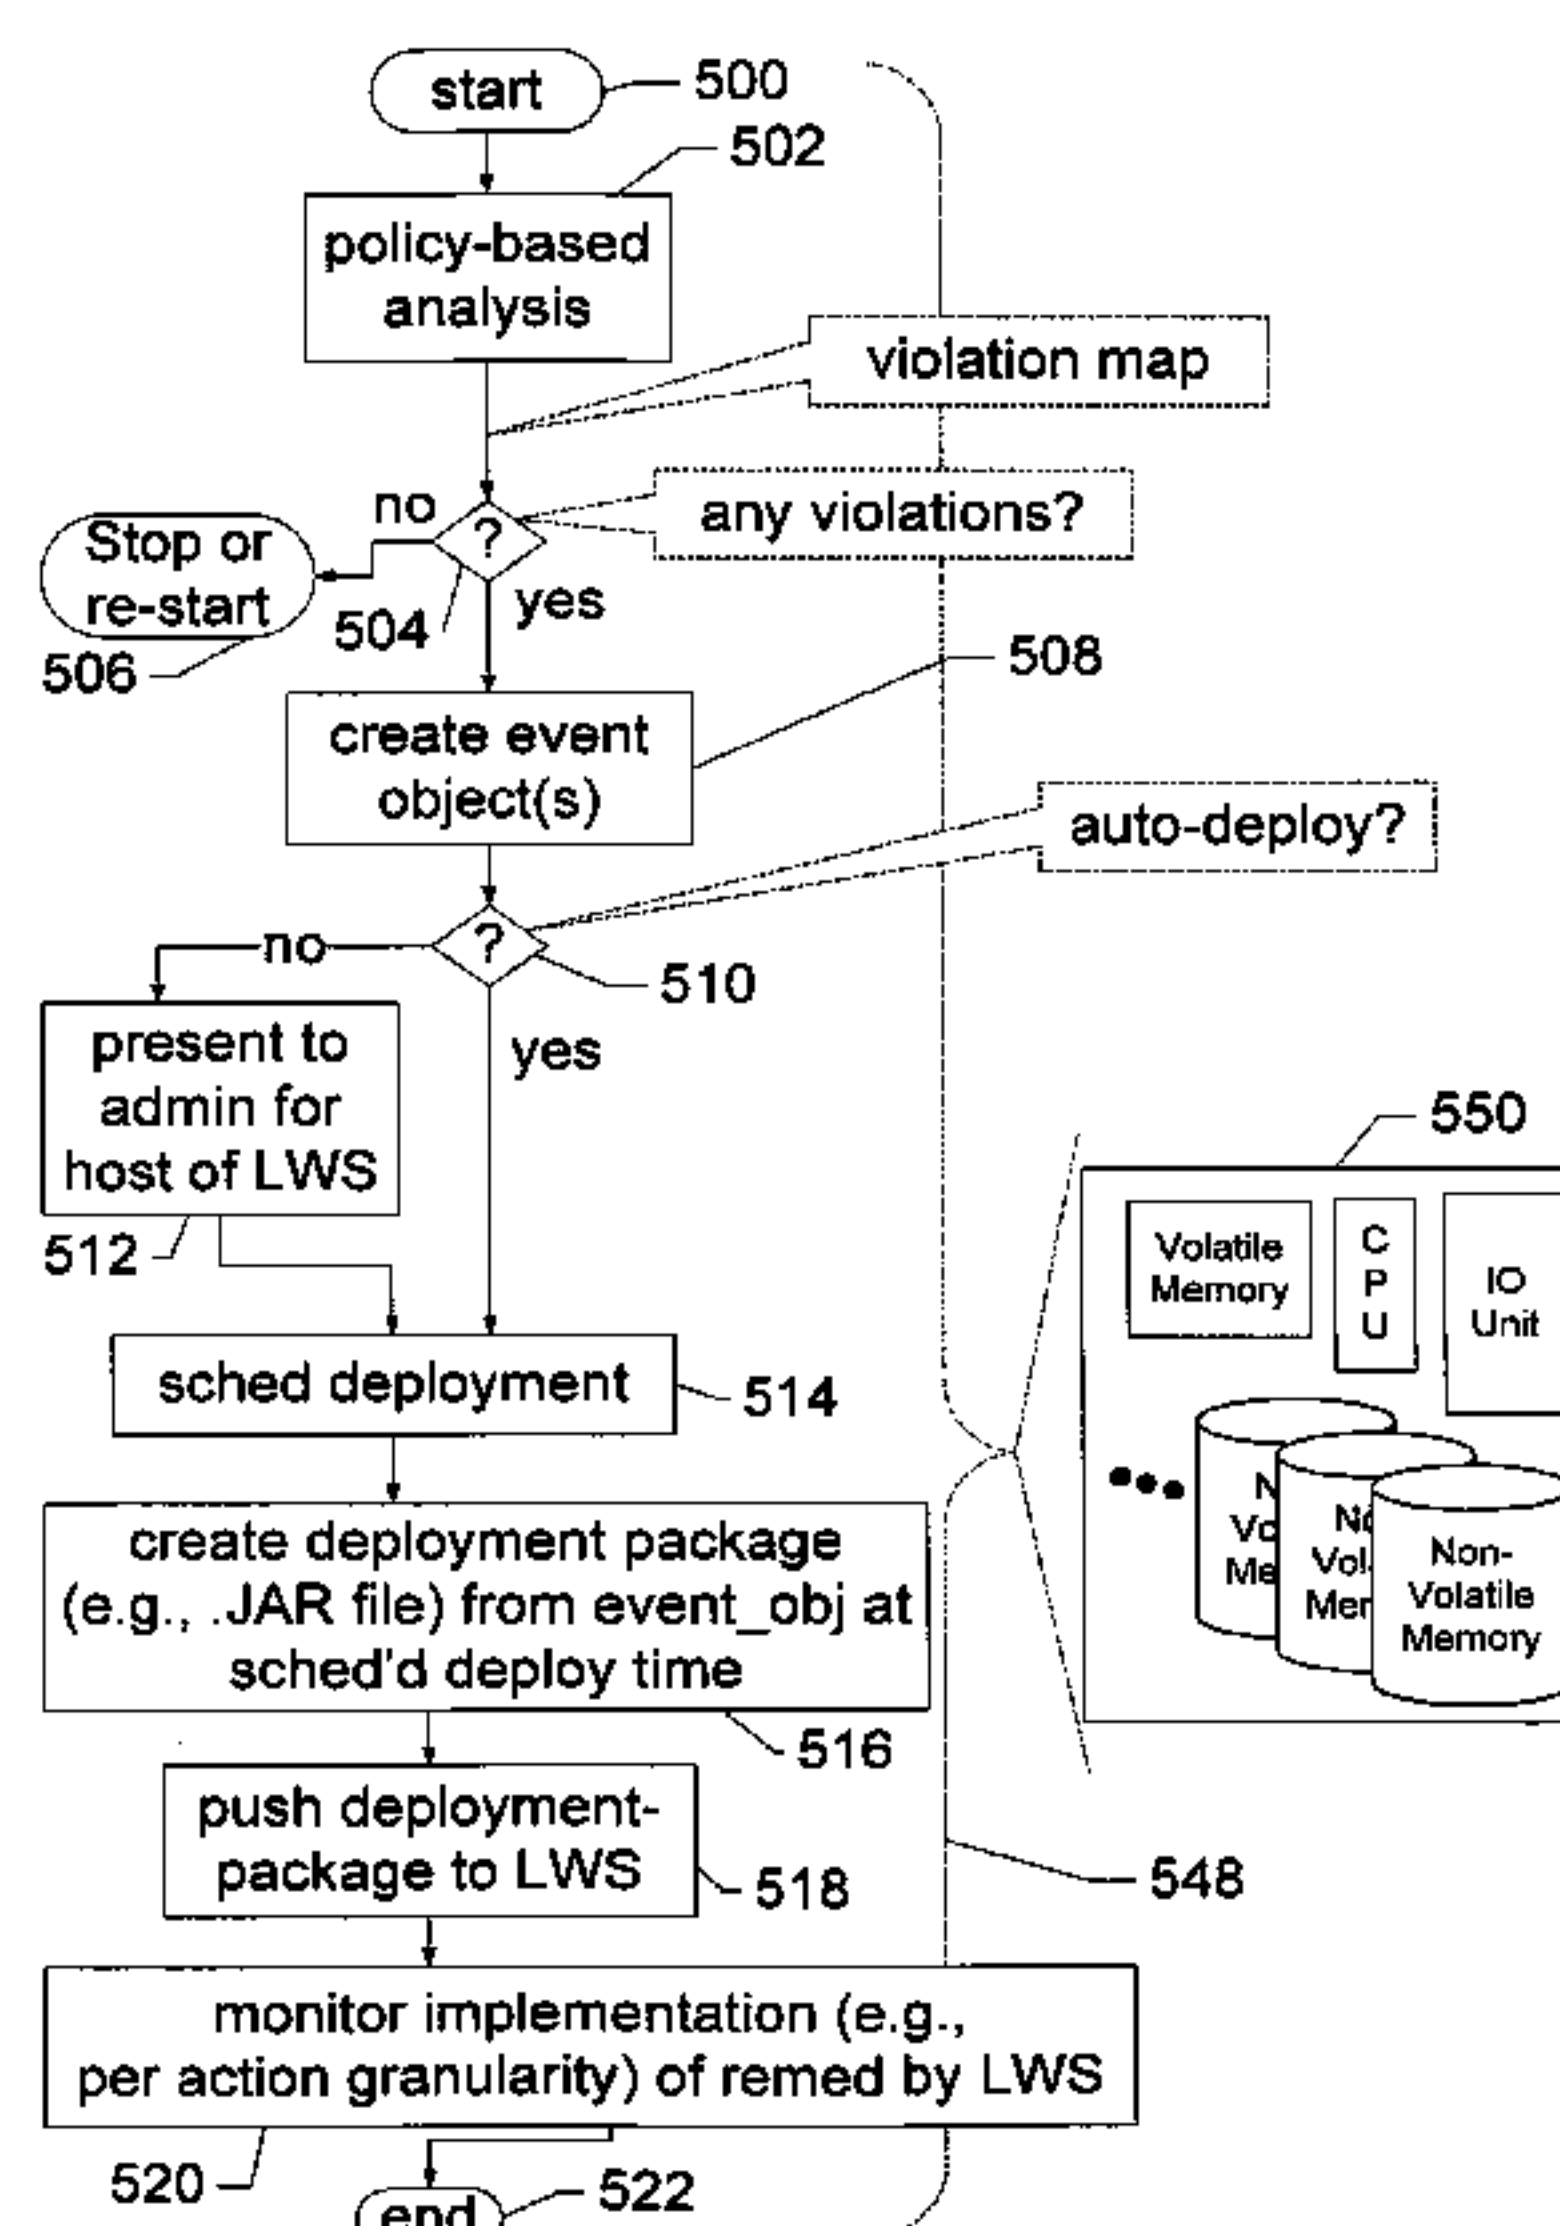 start
500
502
policy-based
analysis
violation map
no
?
any violations?
Stop or
re-start
504
yes
506
508
create event
object(s)
auto-deploy?
no
?
510
present to
admin for
host of LWS
yes
512
550
Volatile
Memory
C
P
U
IO
Unit
sched deployment
514
create deployment package
(e.g., .JAR file) from event_obj at
sched'd deploy time
516
Non-
Volatile
Memory
push deployment-
package to LWS
518
548
monitor implementation (e.g.,
per action granularity) of remed by LWS
520
522
end